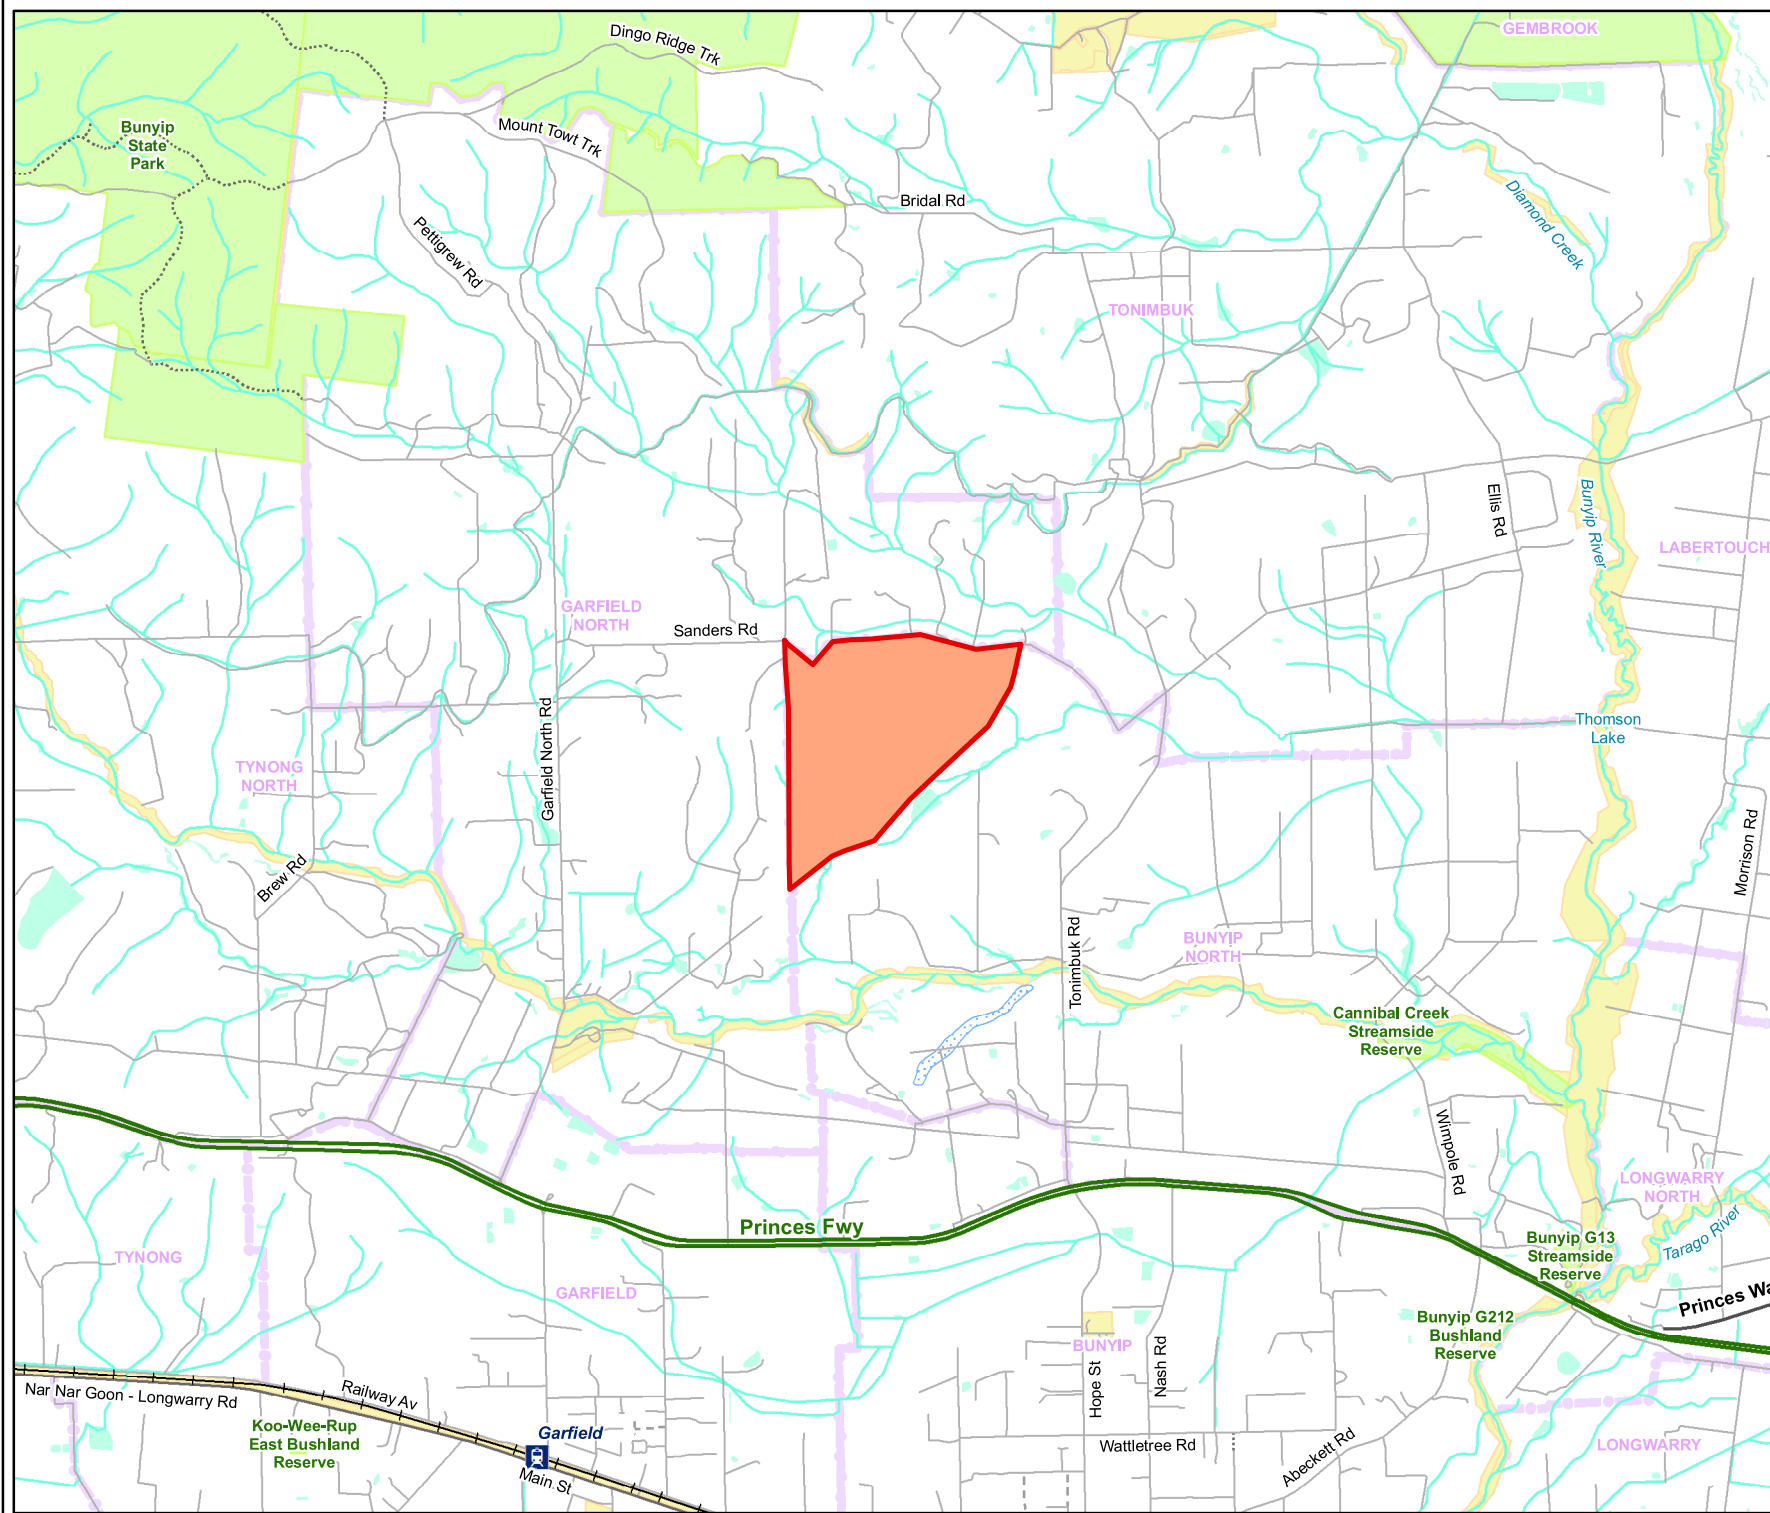 GEMBROOK
Dingo Ridge Trk
Bunyip
State
Park
Mount Towt Trk
Bridal Rd
Diamond Creek
Pettigrew Rd
TONIMBUK
Ellis Rd
Bunyip River
LABERTOUCH
GARFIELD
NORTH
Sanders Rd
Garfield North Rd
Thomson
Lake
TYNONG
NORTH
Morrison Rd
Brew Rd
Tonimbuk Rd
BUNYIP
NORTH
Cannibal Creek
Streamside
Reserve
Wimpole Rd
LONGWARRY
NORTH
Tarago River
Princes Fwy
Bunyip G13
Streamside
Reserve
TYNONG
GARFIELD
Princes Wa
Bunyip G212
Bushland
Reserve
BUNYIP
Hope St
Nash Rd
Nar Nar Goon - Longwarry Rd
Railway Av
Koo-Wee-Rup
East Bushland
Reserve
Garfield
Main St
Wattletree Rd
Abeckett Rd
LONGWARRY